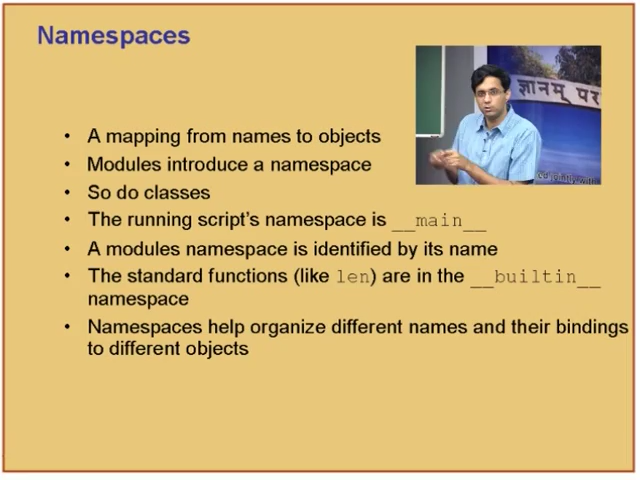 Namespaces
ज्ञानम् पर
• A mapping from names to objects
• Modules introduce a namespace
• So do classes
• The running script's namespace is __main__
• A modules namespace is identified by its name
• The standard functions (like len) are in the __builtin__
namespace
• Namespaces help organize different names and their bindings
to different objects